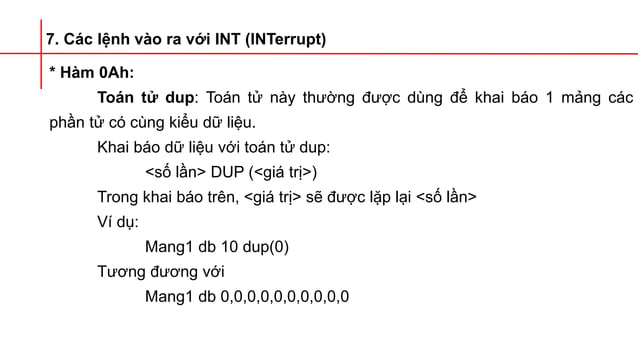 7. Các lệnh vào ra với INT (INTerrupt)
* Hàm 0Ah:
Toán tử dup: Toán tử này thường được dùng để khai báo 1 mảng các
phần tử có cùng kiểu dữ liệu.
Khai báo dữ liệu với toán tử dup:
<số lần> DUP (<giá trị>)
Trong khai báo trên, <giá trị> sẽ được lặp lại <số lần>
Ví dụ:
Mang1 db 10 dup(0)
Tương đương với
Mang1 db 0,0,0,0,0,0,0,0,0,0